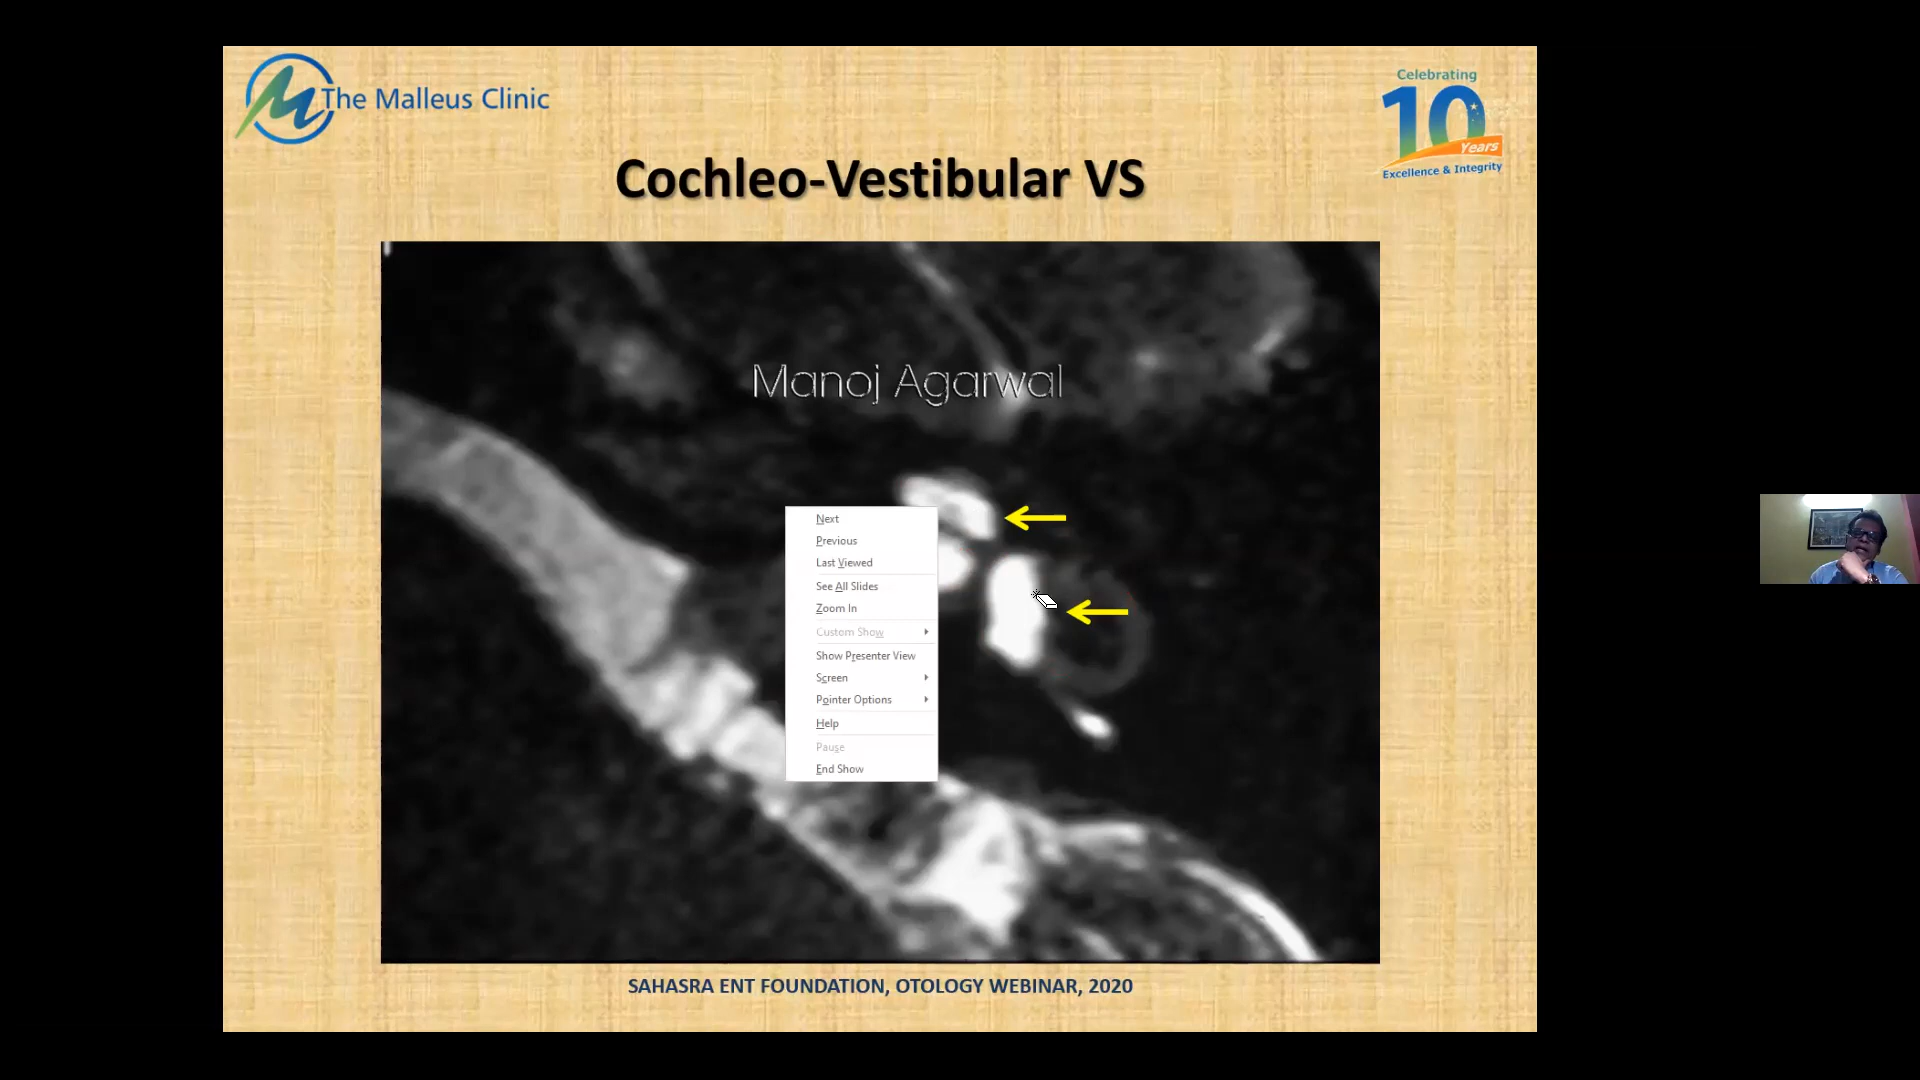 The Malleus Clinic
Celebrating
10
Years
Excellence & Integrity
Cochleo-Vestibular VS
Manoj Agarwal
Next
Previous
Last Viewed
See All Slides
Zoom In
Custom Show
Show Presenter View
Screen
Pointer Options
Help
Pause
End Show
SAHASRA ENT FOUNDATION, OTOLOGY WEBINAR, 2020